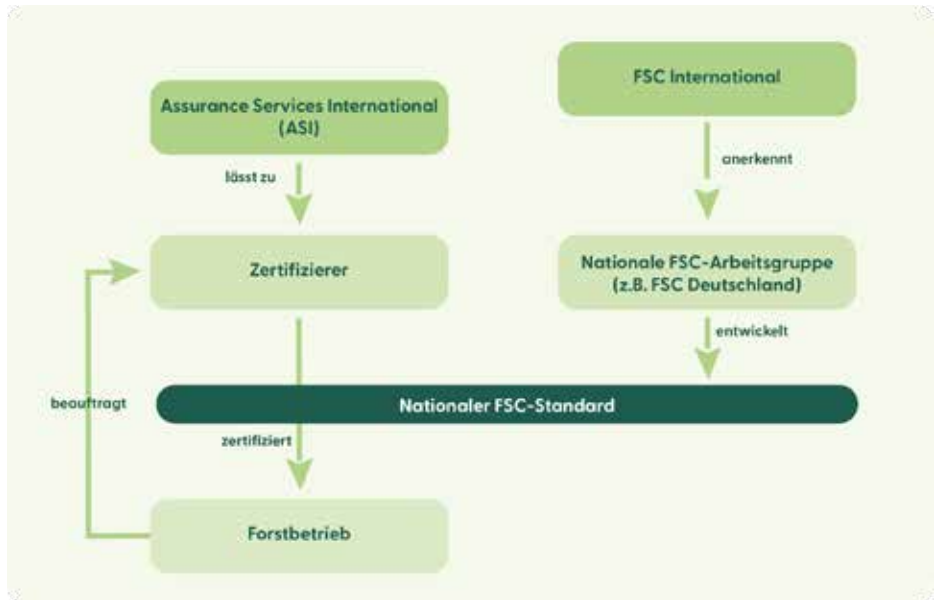 FSC International
Assurance Services International
(ASI)
anerkennt
lässt zu
Zertifizierer
Nationale FSC-Arbeitsgruppe
(z.B. FSC Deutschland)
entwickelt
beauftragt
Nationaler FSC-Standard
zertifiziert
Forstbetrieb